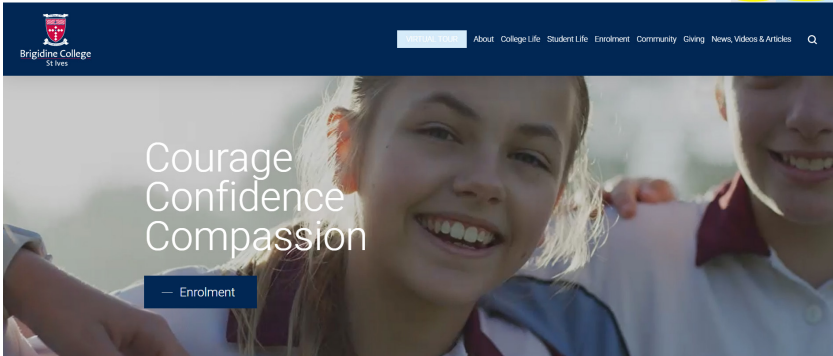 Brigidine College
St Ives
VIRTUAL TOUR About College Life Student Life Enrolment Community Giving News, Videos & Articles
Courage
Confidence
Compassion
— Enrolment